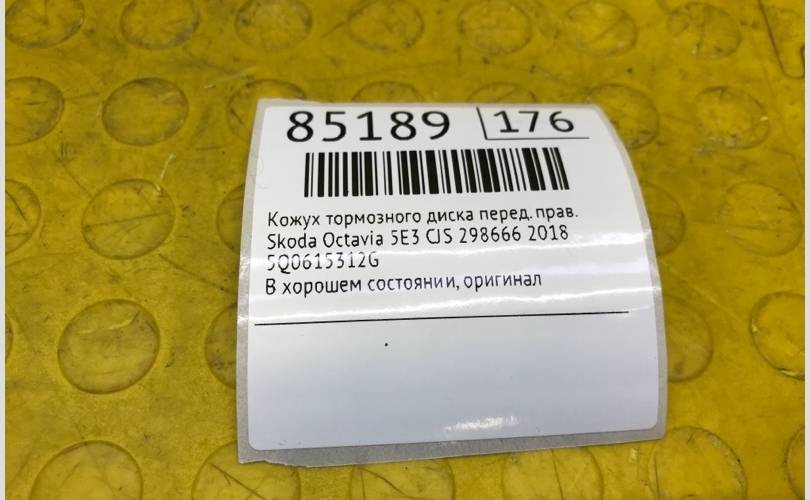 85189 176
Кожух тормозного диска перед. прав.
Skoda Octavia 5E3 CJS 298666 2018
5Q0615312G
В хорошем состоянии, оригинал